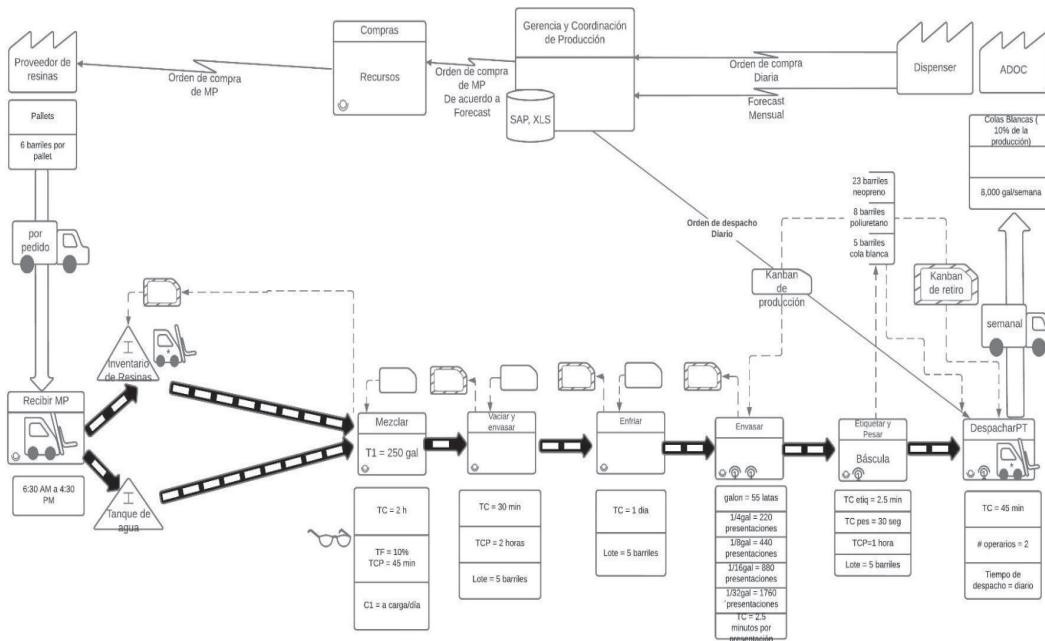 Proveedor de
resinas
Pallets
6 barriles por
pallet
por
pedido
Orden de compra
de MP
Compras
Recursos
Orden de compra
de MP
De acuerdo a
Forecast
Gerencia y Coordinación
de Producción
SAP, XLS
Orden de compra
Diaria
Forecast
Mensual
Dispenser
ADOC
Colas Blancas (
10% de la
producción)
8,000 gal/semana
23 barriles
neopreno
8 barriles
poliuretano
5 barriles
cola blanca
Orden de despacho
Diario
Kanban
de
producción
Kanban
de retiro
semanal
I
Inventario
de Resinas
Recibir MP
6:30 AM a 4:30
PM
I
Tanque de
agua
Mezclar
T1 = 250 gal
TC = 2 h
TF = 10%
TCP = 45 min
C1 = a carga/día
Vaciar y
envasar
TC = 30 min
TCP = 2 horas
Lote = 5 barriles
Enfriar
TC = 1 dia
Lote = 5 barriles
Envasar
galon = 55 latas
1/4gal = 220
presentaciones
1/8gal = 440
presentaciones
1/16gal = 880
presentaciones
1/32gal = 1760
presentaciones
TC = 2.5
minutos por
presentación
Etiquetar y
Pesar
Báscula
TC etiq = 2.5 min
TC pes = 30 seg
TCP=1 hora
Lote = 5 barriles
DespacharPT
TC = 45 min
# operarios = 2
Tiempo de
despacho = diario